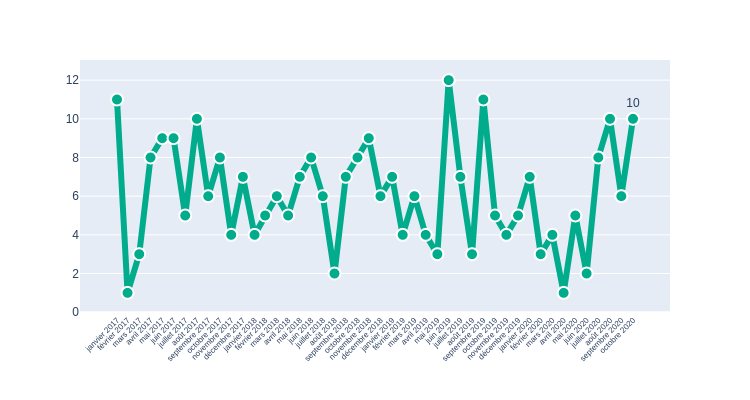 12
10
8
6
4
2
0
10
janvier 2017
février 2017
mars 2017
avril 2017
mai 2017
juin 2017
juillet 2017
août 2017
septembre 2017
octobre 2017
novembre 2017
décembre 2017
janvier 2018
février 2018
mars 2018
avril 2018
mai 2018
juin 2018
juillet 2018
août 2018
septembre 2018
octobre 2018
novembre 2018
décembre 2018
janvier 2019
février 2019
mars 2019
avril 2019
mai 2019
juin 2019
juillet 2019
août 2019
septembre 2019
octobre 2019
novembre 2019
décembre 2019
janvier 2020
février 2020
mars 2020
avril 2020
mai 2020
juin 2020
juillet 2020
août 2020
septembre 2020
octobre 2020